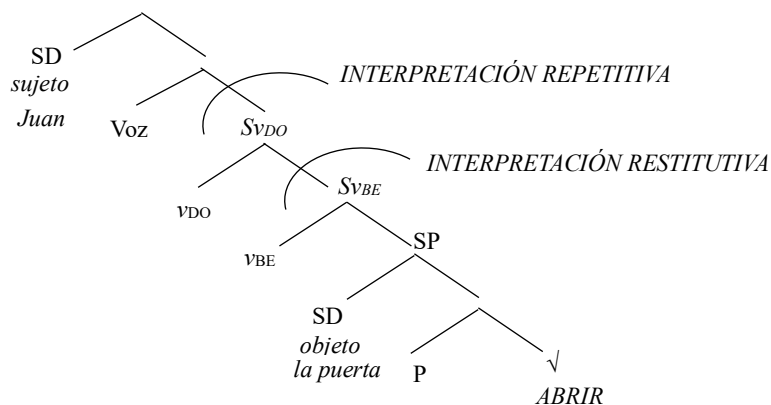 SD
sujeto
Juan
INTERPRETACIÓN REPETITIVA
Voz
SvDO
INTERPRETACIÓN RESTITUTIVA
vDO
SvBE
vBE
SP
SD
objeto
la puerta
P
√
ABRIR